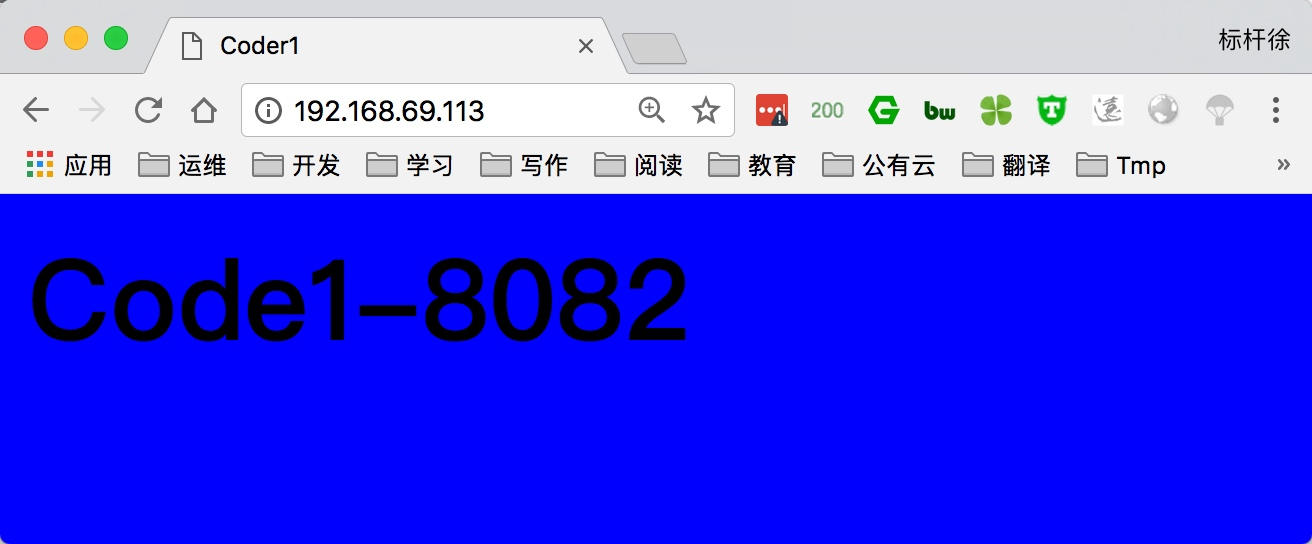 Coder1
标杆徐
192.168.69.113
200
bw
T
应用 运维 开发 学习 写作 阅读 教育 公有云 翻译 Tmp »
Code1-8082